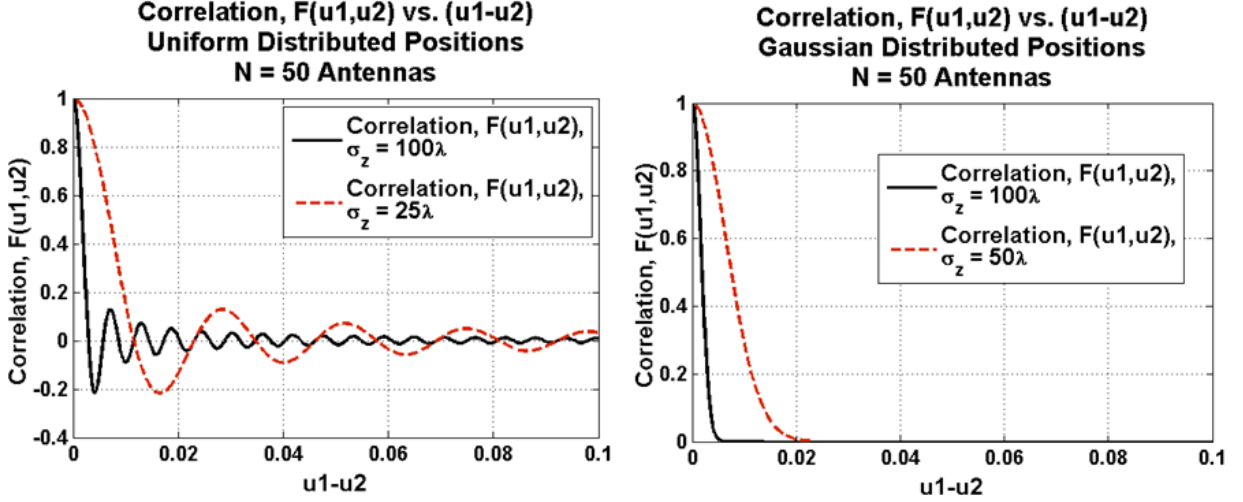 Correlation, F(u1,u2) vs. (u1-u2)
Uniform Distributed Positions
N = 50 Antennas
Correlation, F(u1,u2)
1
0.8
0.6
0.4
0.2
0
-0.2
-0.4
Correlation, F(u1,u2),
σz = 100λ
Correlation, F(u1,u2),
σz = 25λ
0 0.02 0.04 0.06 0.08 0.1
u1-u2
Correlation, F(u1,u2) vs. (u1-u2)
Gaussian Distributed Positions
N = 50 Antennas
Correlation, F(u1,u2)
1
0.8
0.6
0.4
0.2
0
Correlation, F(u1,u2),
σz = 100λ
Correlation, F(u1,u2),
σz = 50λ
0 0.02 0.04 0.06 0.08 0.1
u1-u2